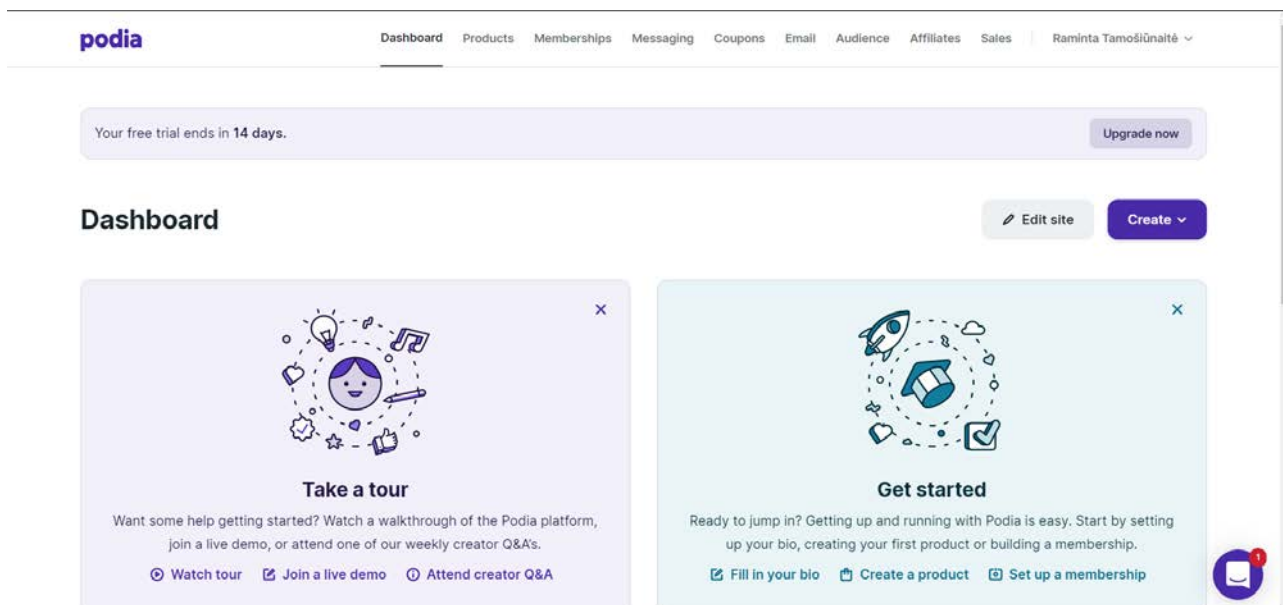 podia
Dashboard Products Memberships Messaging Coupons Email Audience Affiliates Sales Raminta Tamošiūnaitė
Your free trial ends in 14 days.
Upgrade now
Dashboard
Edit site
Create
Take a tour
Want some help getting started? Watch a walkthrough of the Podia platform,
join a live demo, or attend one of our weekly creator Q&A's.
Watch tour Join a live demo Attend creator Q&A
Get started
Ready to jump in? Getting up and running with Podia is easy. Start by setting
up your bio, creating your first product or building a membership.
Fill in your bio Create a product Set up a membership
1